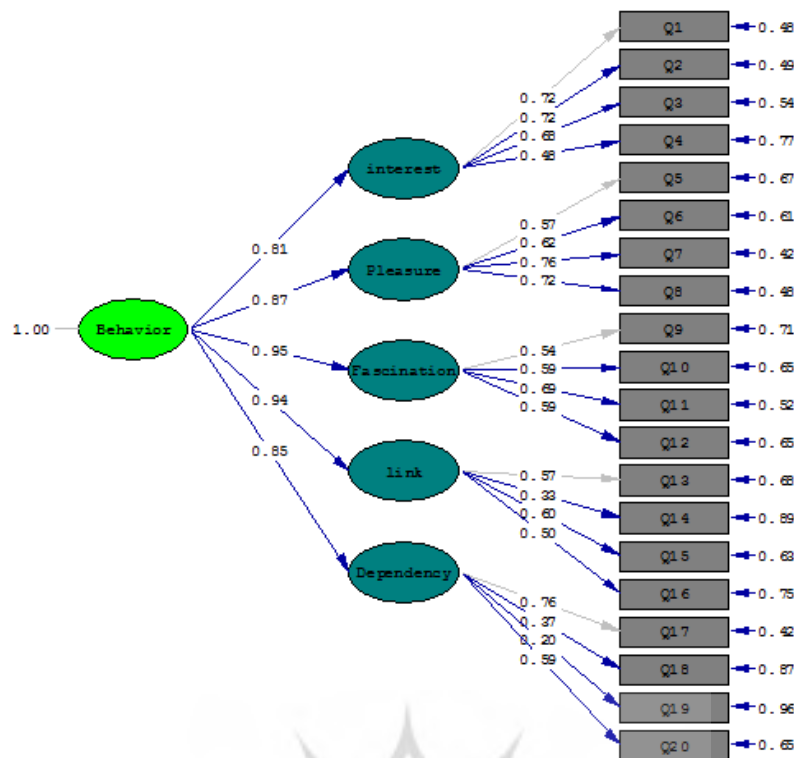 Q1 0.48
Q2 0.49
0.72 Q3 0.54
0.72
0.68 Q4 0.77
0.48
interest
Q5 0.67
Q6 0.61
0.57
0.62 Q7 0.42
0.76
0.72 Q8 0.48
0.81
Pleasure
0.87
1.00 Behavior
Q9 0.71
0.54 Q10 0.65
0.59
0.69 Q11 0.52
0.59
0.95
Fascination
Q12 0.65
0.94
0.85
link
0.57 Q13 0.68
0.33
0.60 Q14 0.89
0.50
Q15 0.63
Dependency
Q16 0.75
0.76
0.37 Q17 0.42
0.20
0.59 Q18 0.87
Q19 0.96
Q20 0.65